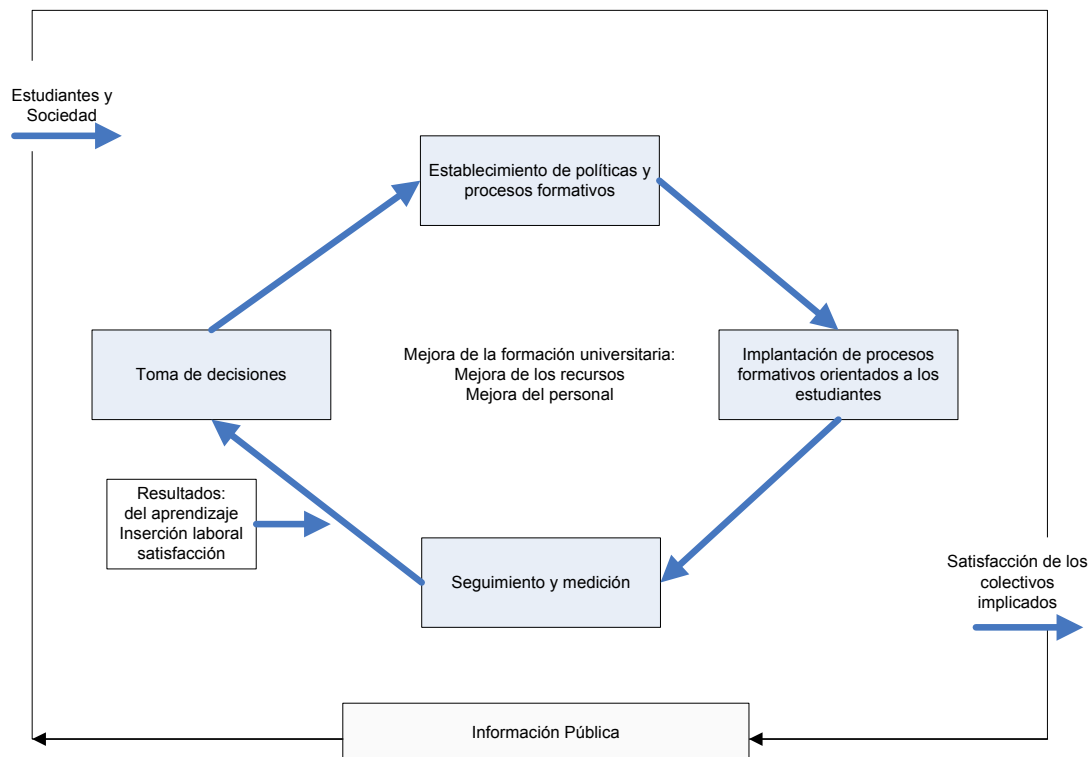 Estudiantes y
Sociedad
Establecimiento de políticas y
procesos formativos
Toma de decisiones
Mejora de la formación universitaria:
Mejora de los recursos
Mejora del personal
Implantación de procesos
formativos orientados a los
estudiantes
Resultados:
del aprendizaje
Inserción laboral
satisfacción
Seguimiento y medición
Satisfacción de los
colectivos
implicados
Información Pública